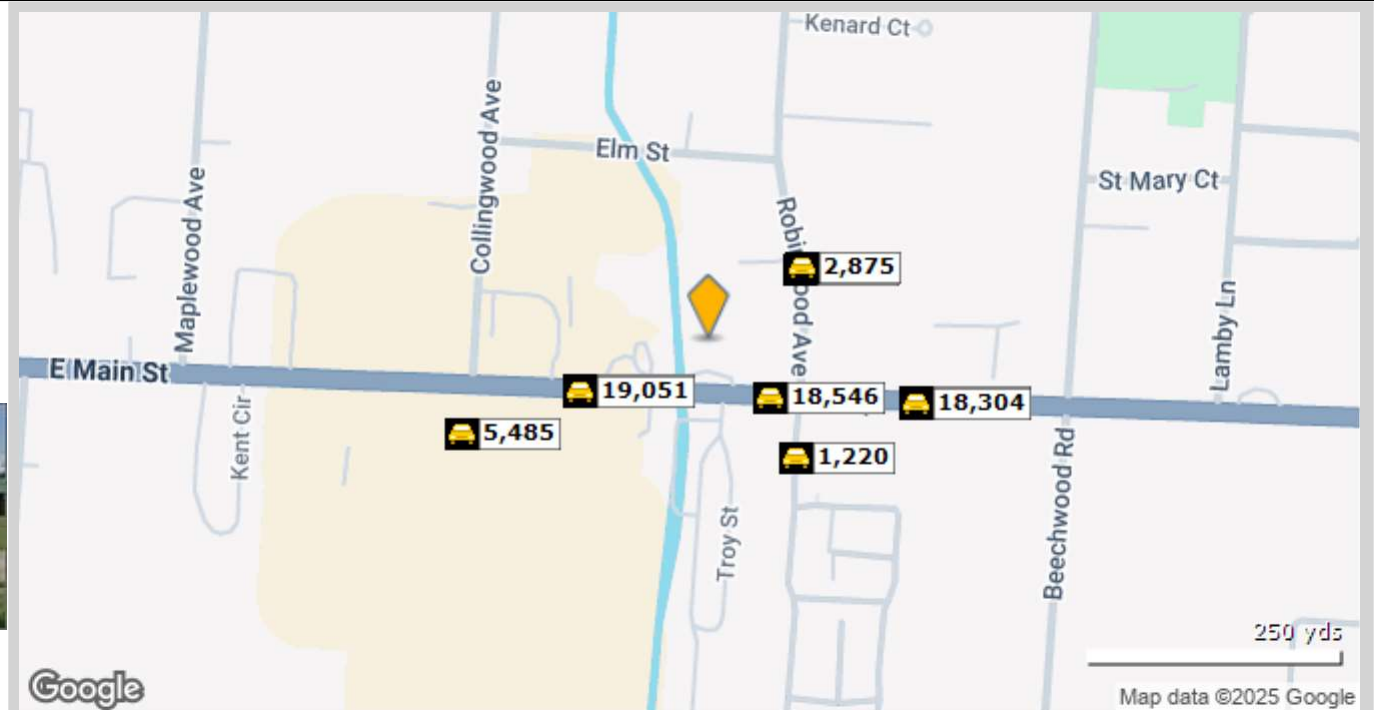 Kenard Ct
Collingwood Ave
Elm St
Maplewood Ave
St Mary Ct
Robinwood Ave
2,875
Lamby Ln
E Main St
19,051
18,546
18,304
5,485
1,220
Kent Cir
Troy St
Beechwood Rd
250 yds
Google
Map data ©2025 Google